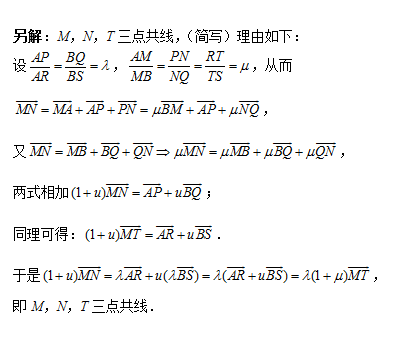 另解：M，N，T 三点共线，（简写）理由如下：
设 $\frac{AP}{AR}=\frac{BQ}{BS}=\lambda$，$\frac{AM}{MB}=\frac{PN}{NQ}=\frac{RT}{TS}=\mu$，从而
$\overline{MN}=\overline{MA}+\overline{AP}+\overline{PN}=\mu\overline{BM}+\overline{AP}+\mu\overline{NQ}$，
又 $\overline{MN}=\overline{MB}+\overline{BQ}+\overline{QN}\Rightarrow\mu\overline{MN}=\mu\overline{MB}+\mu\overline{BQ}+\mu\overline{QN}$，
两式相加$(1+u)\overline{MN}=\overline{AP}+u\overline{BQ}$；
同理可得：$(1+u)\overline{MT}=\overline{AR}+u\overline{BS}$．
于是$(1+u)\overline{MN}=\lambda\overline{AR}+u(\lambda\overline{BS})=\lambda(\overline{AR}+u\overline{BS})=\lambda(1+\mu)\overline{MT}$，
即 M，N，T 三点共线．